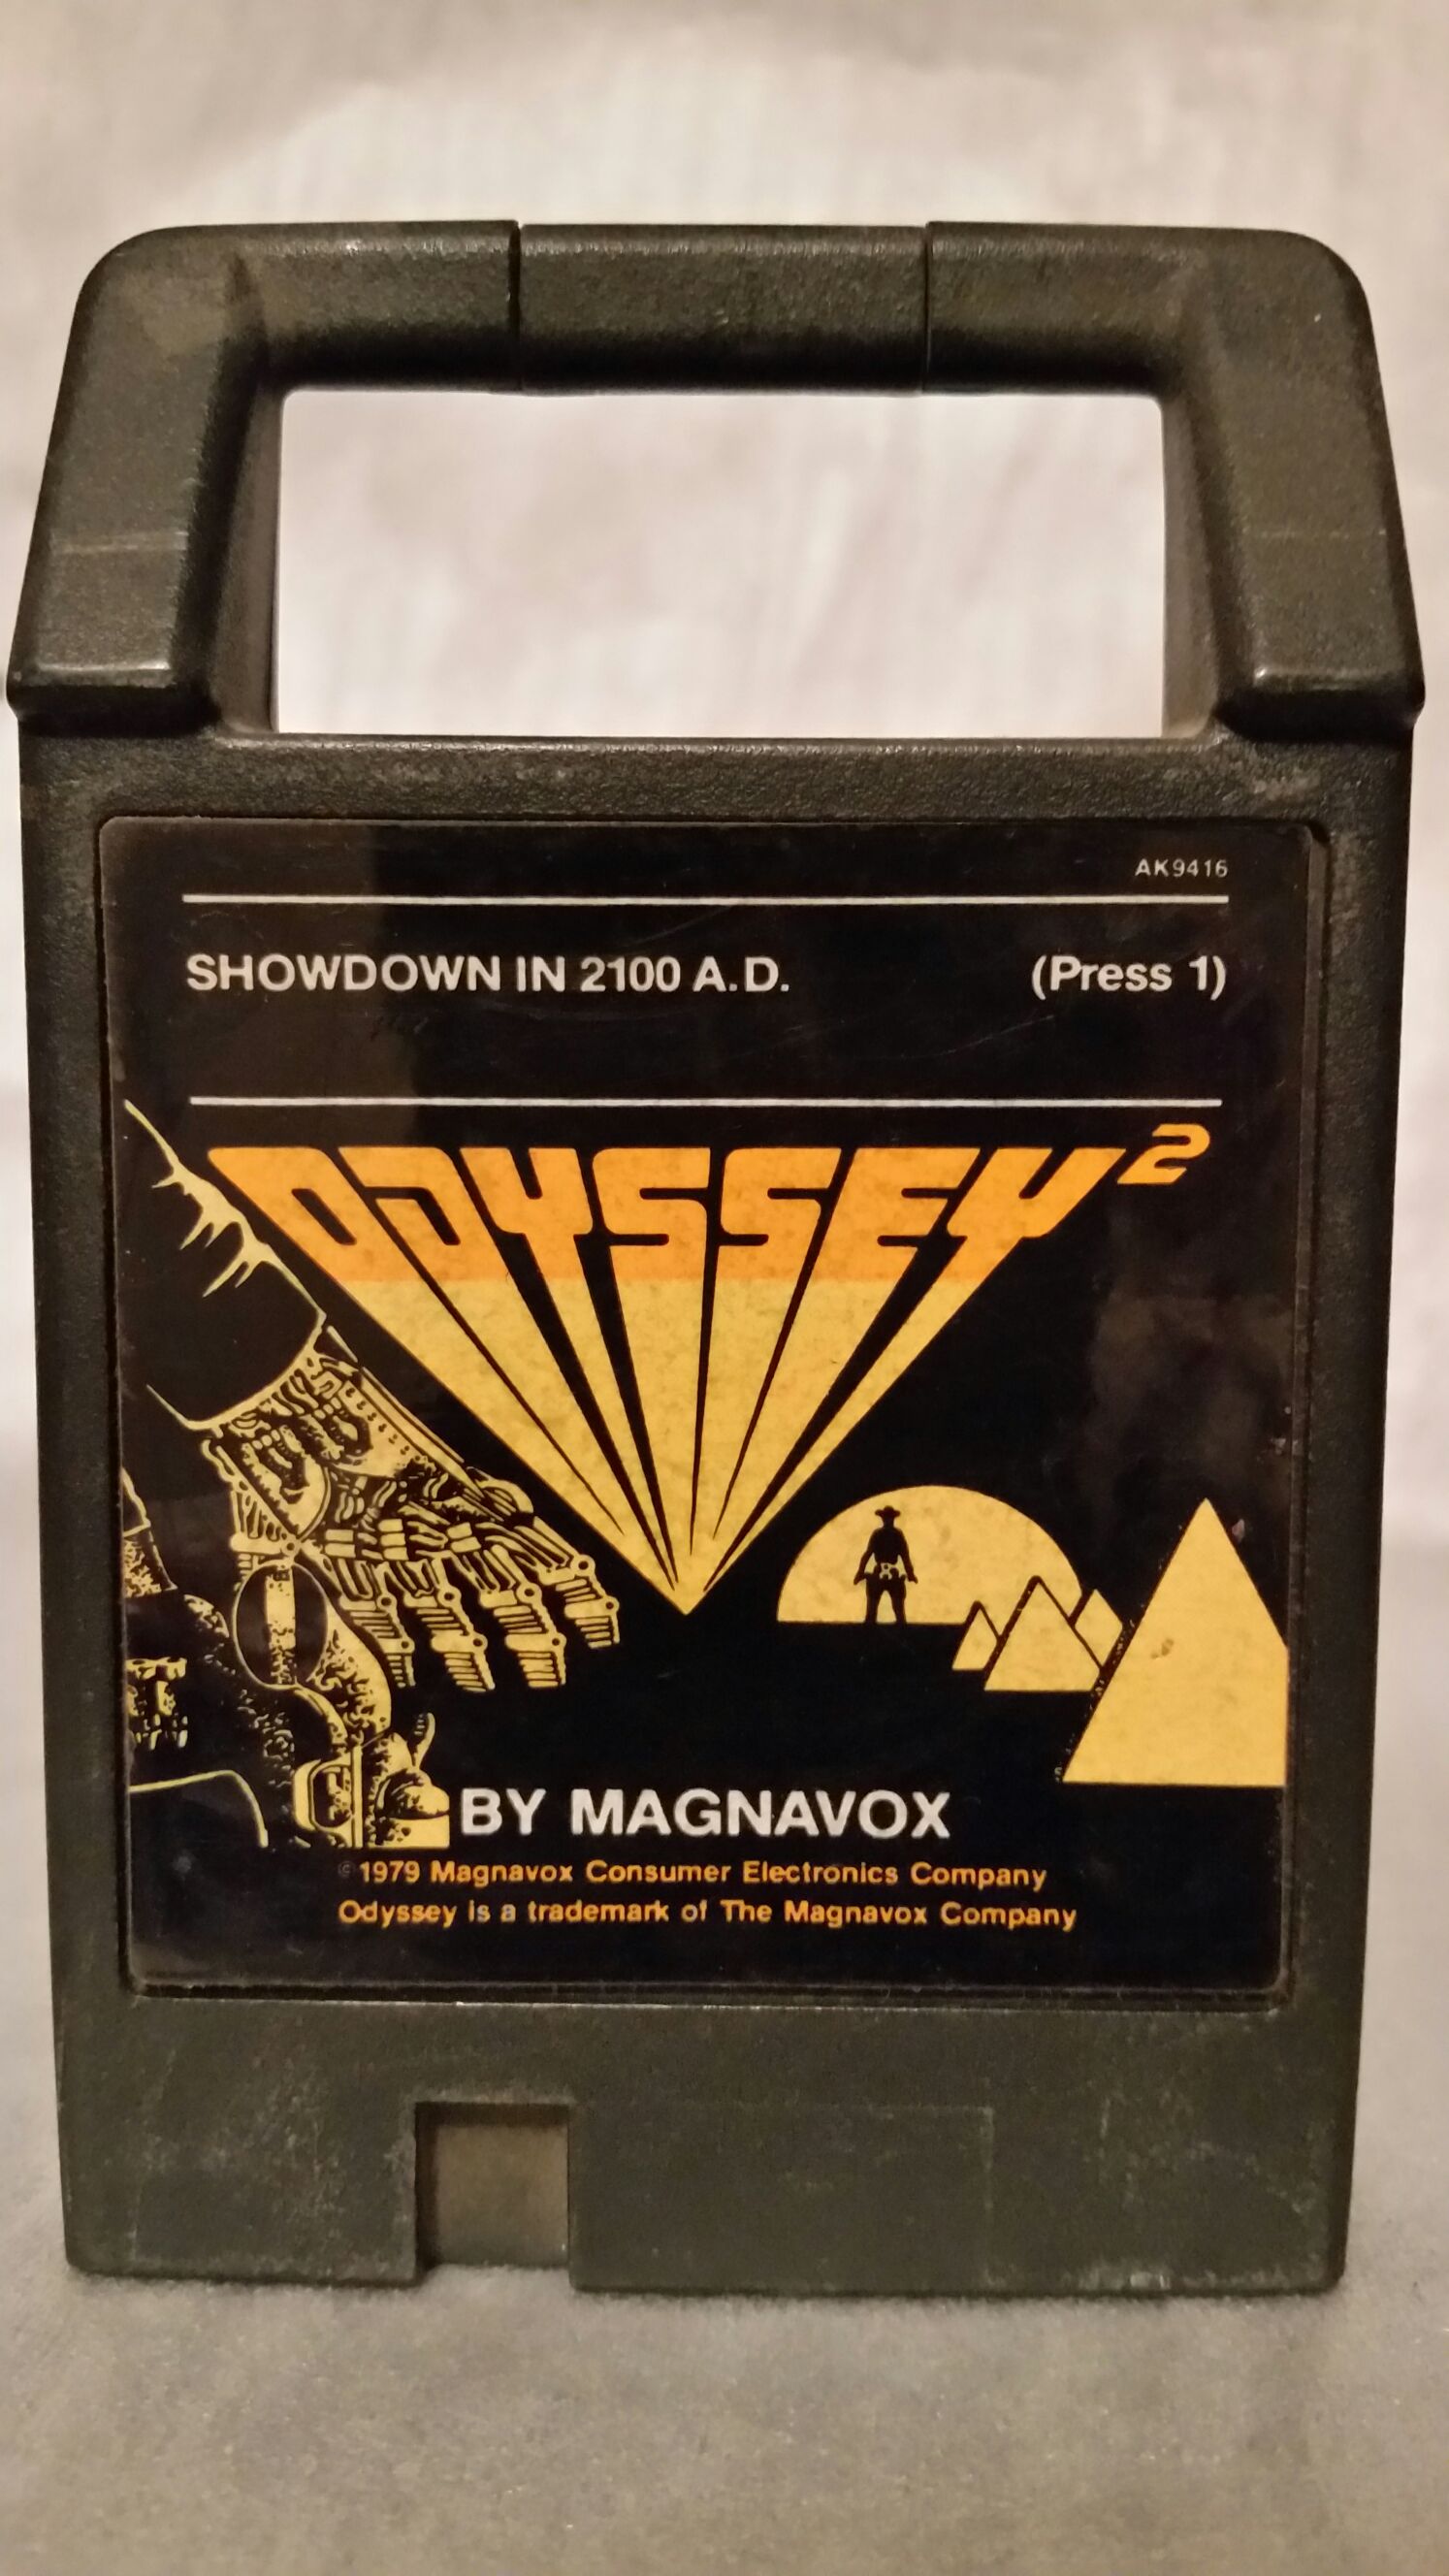 AK9416
SHOWDOWN IN 2100 A.D. (Press 1)
ODYSSEY²
BY MAGNAVOX
©1979 Magnavox Consumer Electronics Company
Odyssey is a trademark of The Magnavox Company